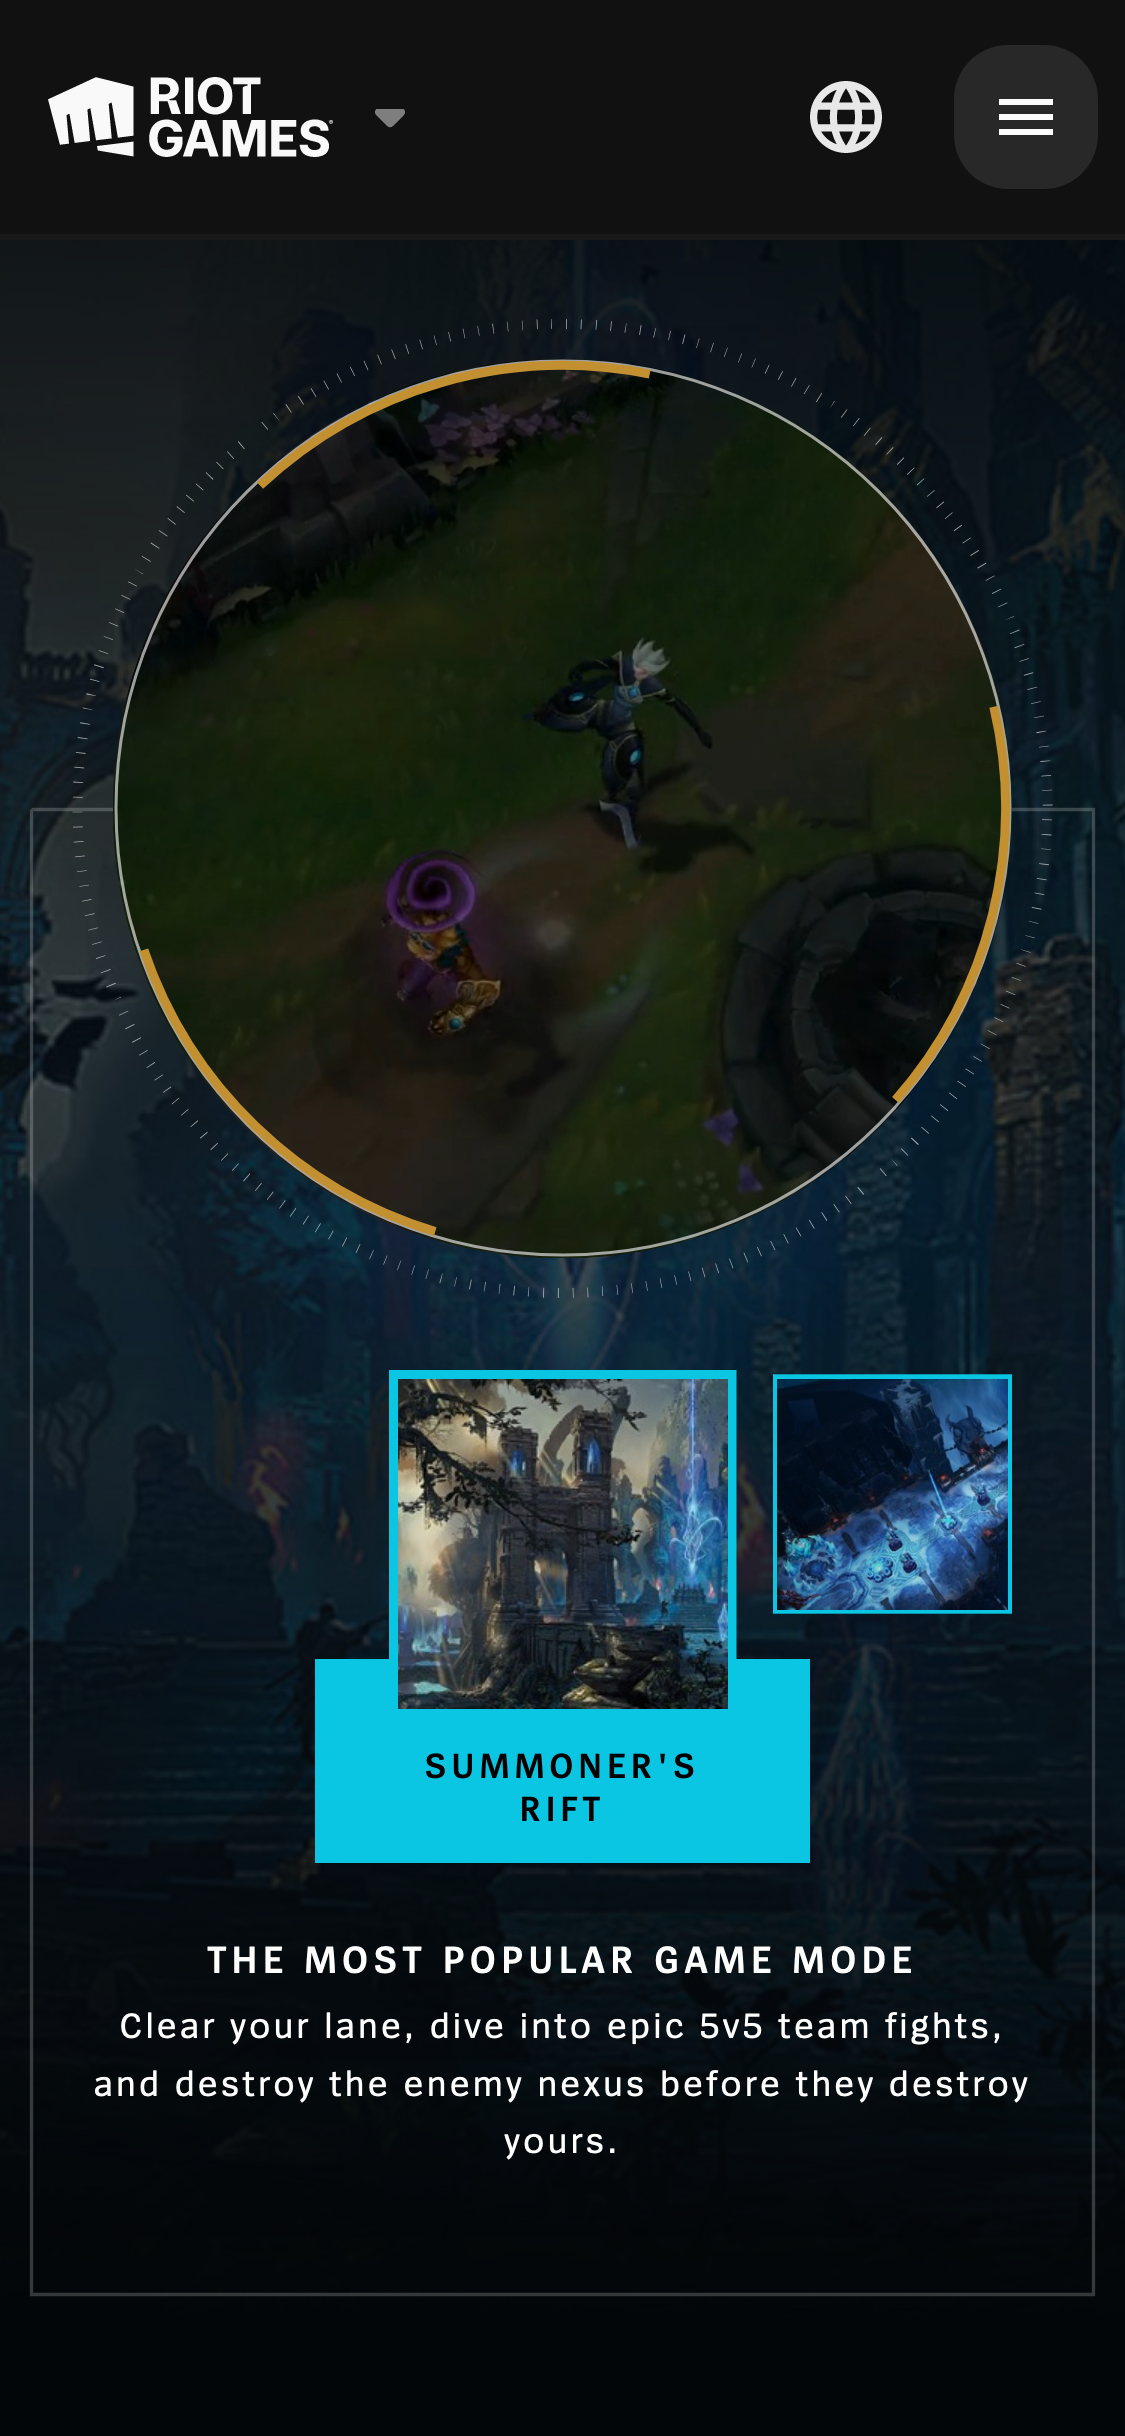 RIOT
GAMES
SUMMONER'S
RIFT
THE MOST POPULAR GAME MODE
Clear your lane, dive into epic 5v5 team fights,
and destroy the enemy nexus before they destroy
yours.